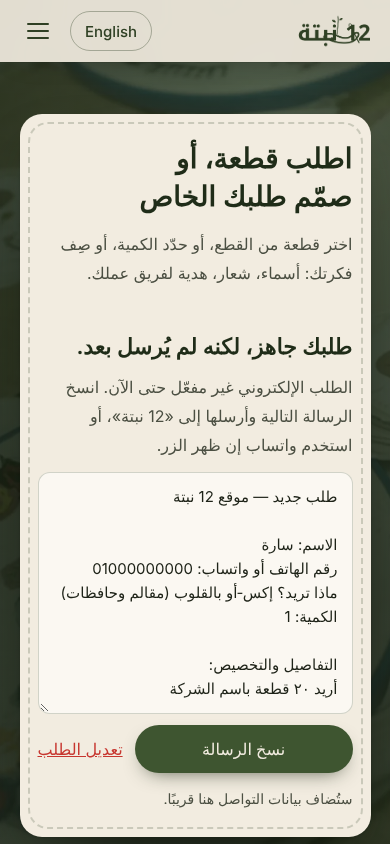 12 نبتة
English
اطلب قطعة، أو
صمّم طلبك الخاص
اختر قطعة من القطع، أو حدّد الكمية، أو صِف
فكرتك: أسماء، شعار، هدية لفريق عملك.
طلبك جاهز، لكنه لم يُرسل بعد.
الطلب الإلكتروني غير مفعّل حتى الآن. انسخ
الرسالة التالية وأرسلها إلى «12 نبتة»، أو
استخدم واتساب إن ظهر الزر.
طلب جديد — موقع 12 نبتة
الاسم: سارة
رقم الهاتف أو واتساب: 01000000000
ماذا تريد؟ إكس-أو بالقلوب (مقالم وحافظات)
الكمية: 1
التفاصيل والتخصيص:
أريد ٢٠ قطعة باسم الشركة
نسخ الرسالة
تعديل الطلب
ستُضاف بيانات التواصل هنا قريبًا.